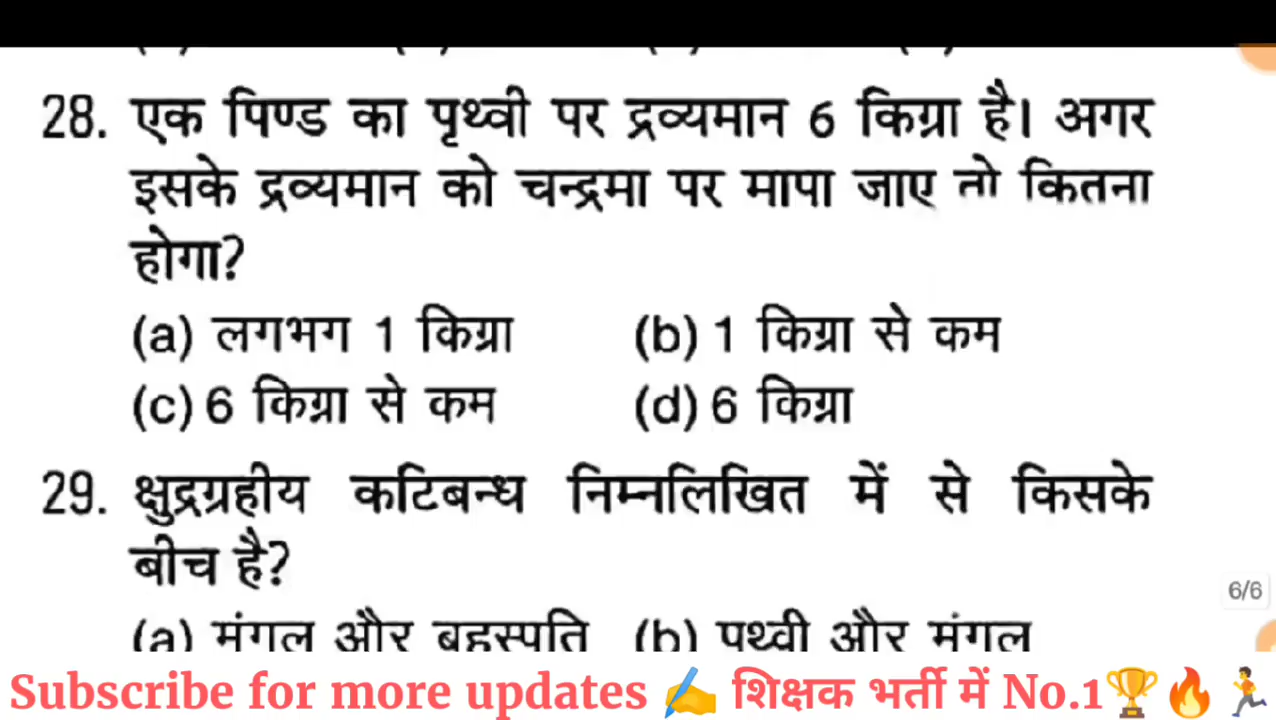 28. एक पिण्ड का पृथ्वी पर द्रव्यमान 6 किग्रा है। अगर
इसके द्रव्यमान को चन्द्रमा पर मापा जाए तो कितना
होगा?
(a) लगभग 1 किग्रा (b) 1 किग्रा से कम
(c) 6 किग्रा से कम (d) 6 किग्रा
29. क्षुद्रग्रहीय कटिबन्ध निम्नलिखित में से किसके
बीच है?
6/6
(a) मंगल और बृहस्पति (b) पृथ्वी और मंगल
Subscribe for more updates ✍️ शिक्षक भर्ती में No.1🏆🔥🏃